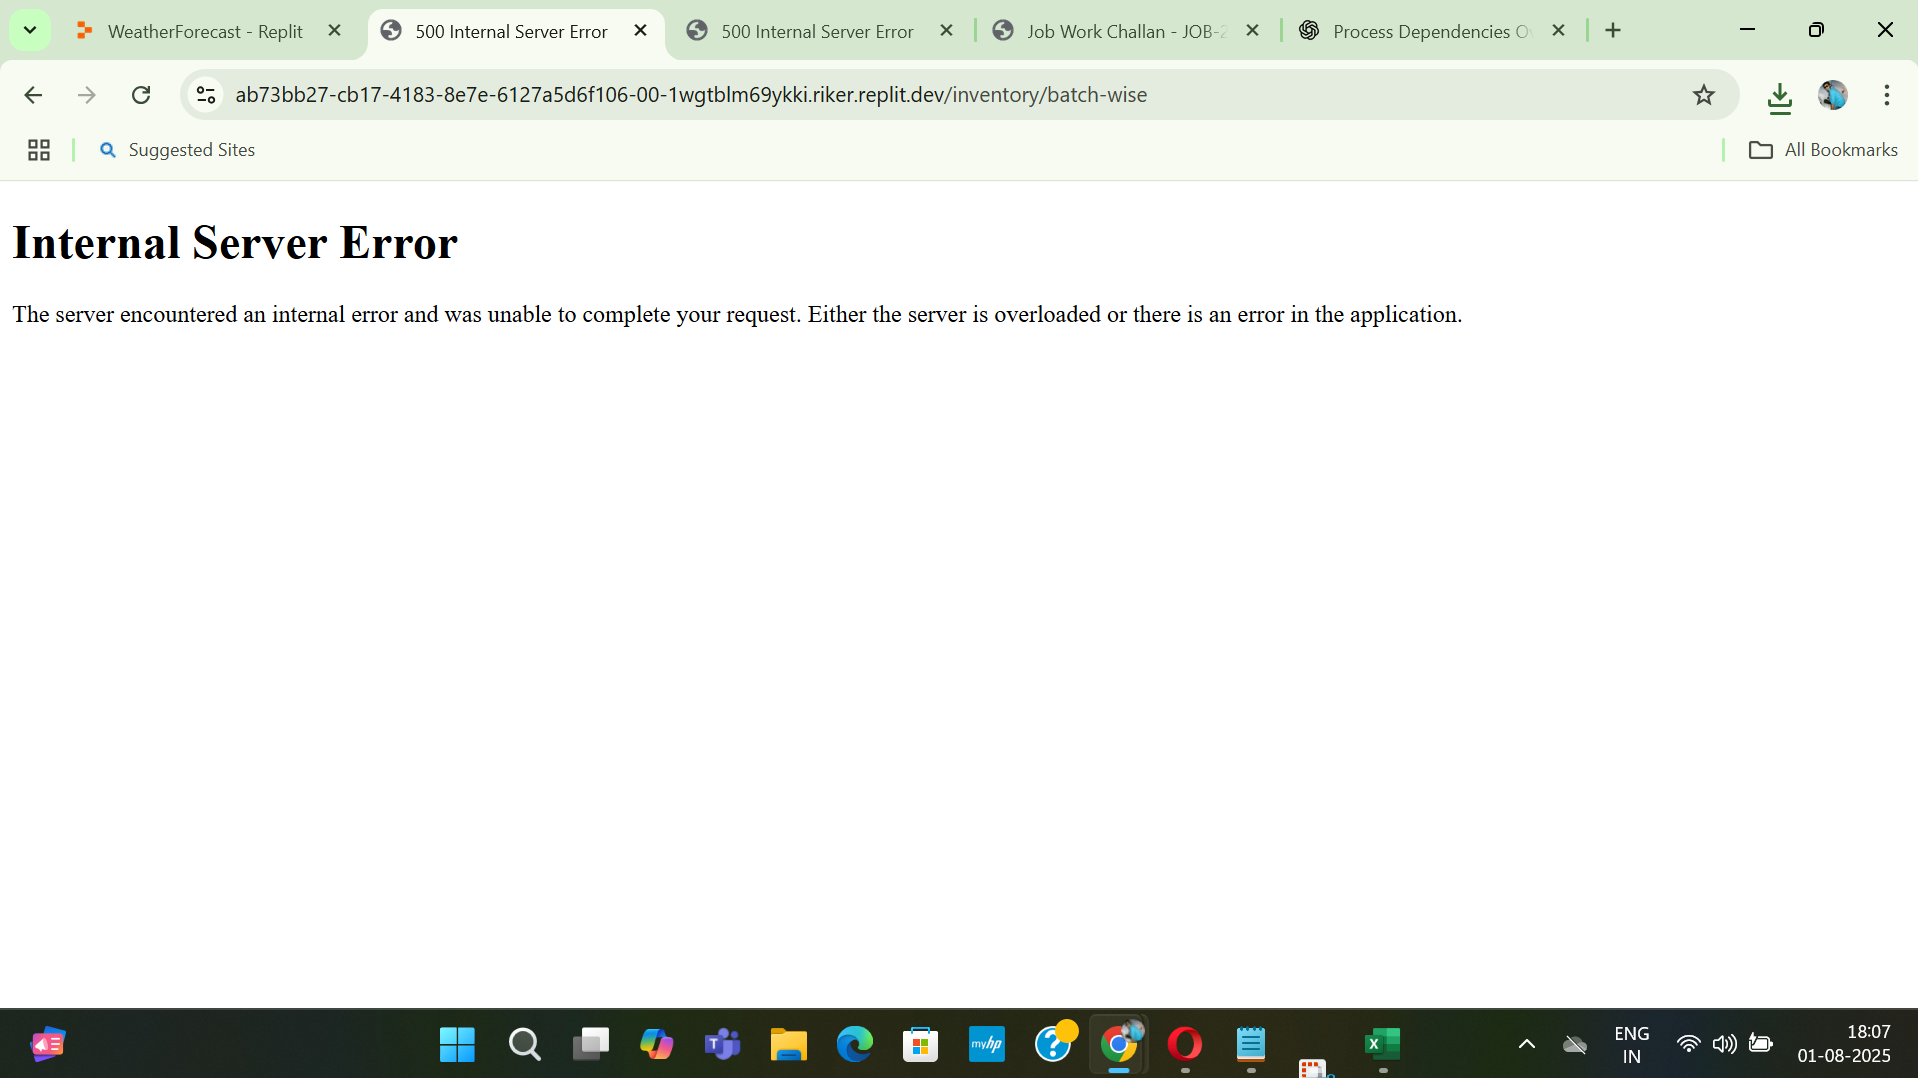 WeatherForecast - Replit
500 Internal Server Error
500 Internal Server Error
Job Work Challan - JOB-2
Process Dependencies Ov
ab73bb27-cb17-4183-8e7e-6127a5d6f106-00-1wgtblm69ykki.riker.replit.dev/inventory/batch-wise
Suggested Sites
All Bookmarks
Internal Server Error
The server encountered an internal error and was unable to complete your request. Either the server is overloaded or there is an error in the application.
myhp
ENG
IN
18:07
01-08-2025